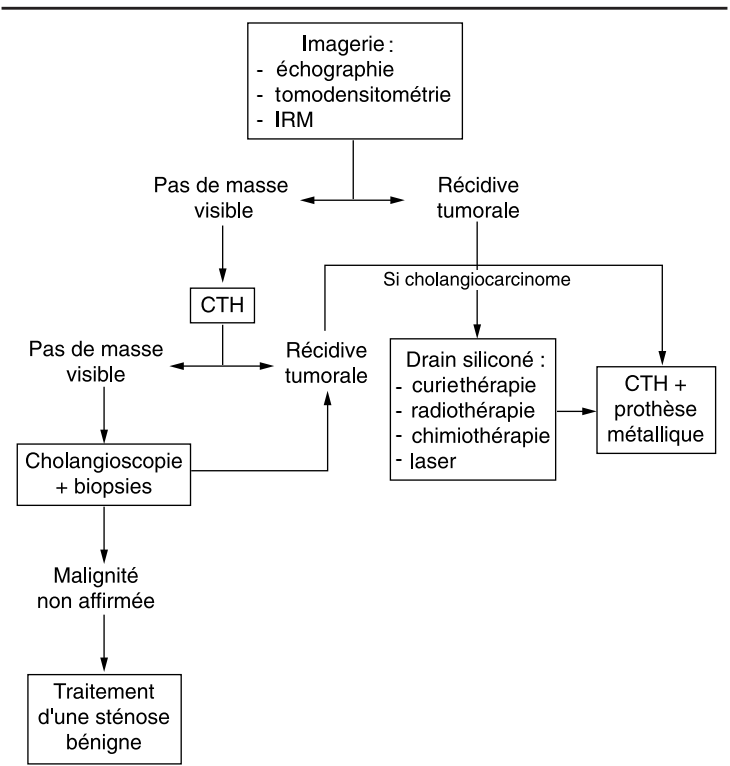 Imagerie :
- échographie
- tomodensitométrie
- IRM
Pas de masse
visible
Récidive
tumorale
CTH
Si cholangiocarcinome
Pas de masse
visible
Récidive
tumorale
Drain siliconé :
- curiethérapie
- radiothérapie
- chimiothérapie
- laser
CTH +
prothèse
métallique
Cholangioscopie
+ biopsies
Malignité
non affirmée
Traitement
d'une sténose
bénigne